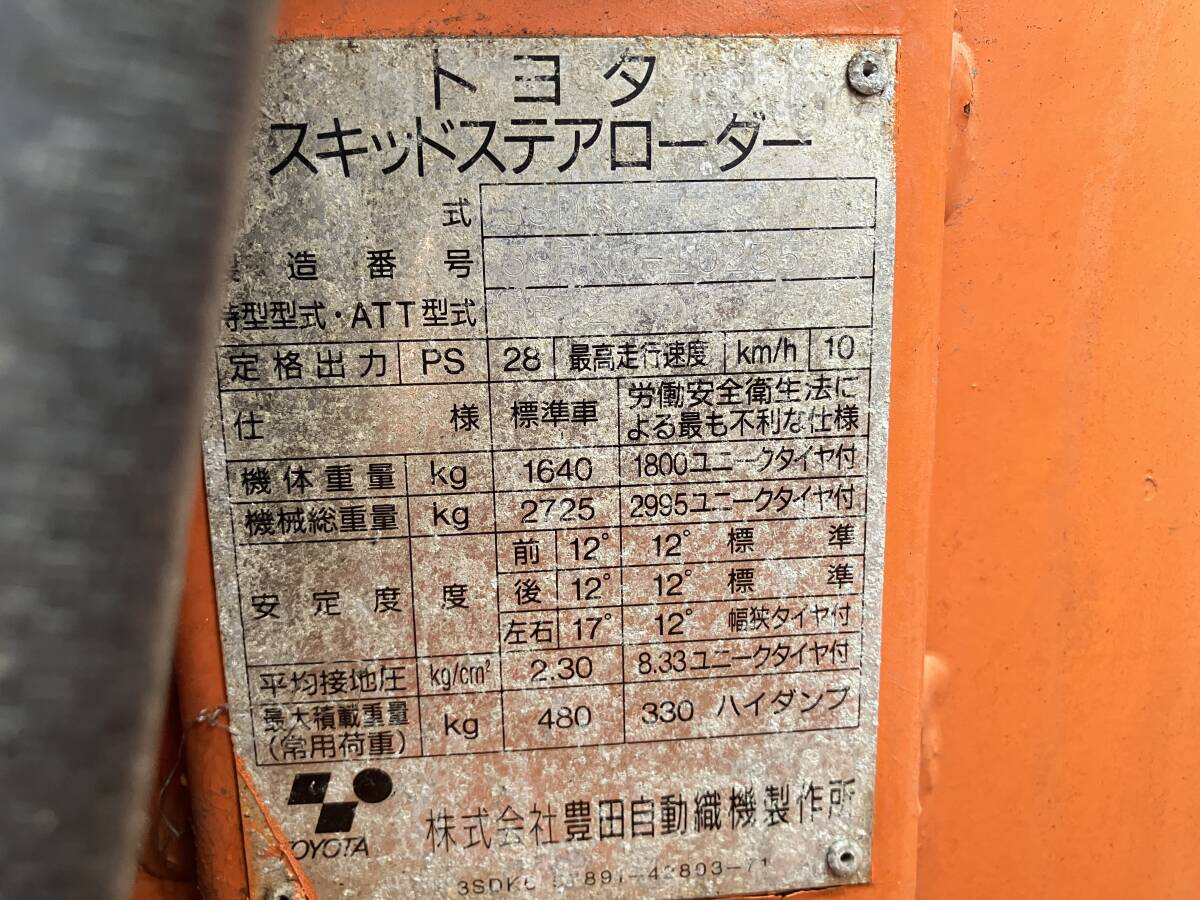 トヨタ
スキッドステアローダー
式
造番号
型型式・ATT型式
定格出力 PS 28 最高走行速度 km/h 10
仕様 標準車 労働安全衛生法に
よる最も不利な仕様
機体重量 kg 1640 1800ユニークタイヤ付
機械総重量 kg 2725 2995ユニークタイヤ付
安定度 度 前 12° 12° 標準
後 12° 12° 標準
左右 17° 12° 幅狭タイヤ付
平均接地圧 kg/cm² 2.30 8.33ユニークタイヤ付
最大積載重量
(常用荷重) kg 480 330 ハイダンプ
TOYOTA
株式会社豊田自動織機製作所